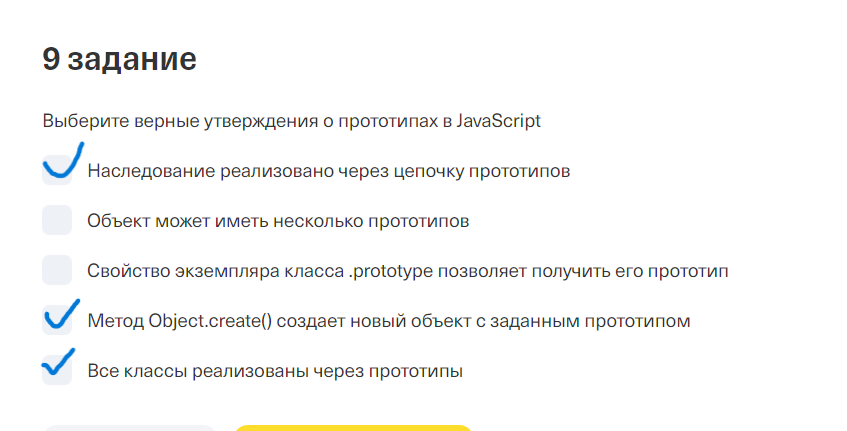 9 задание
Выберите верные утверждения о прототипах в JavaScript
Наследование реализовано через цепочку прототипов
Объект может иметь несколько прототипов
Свойство экземпляра класса .prototype позволяет получить его прототип
Метод Object.create() создает новый объект с заданным прототипом
Все классы реализованы через прототипы